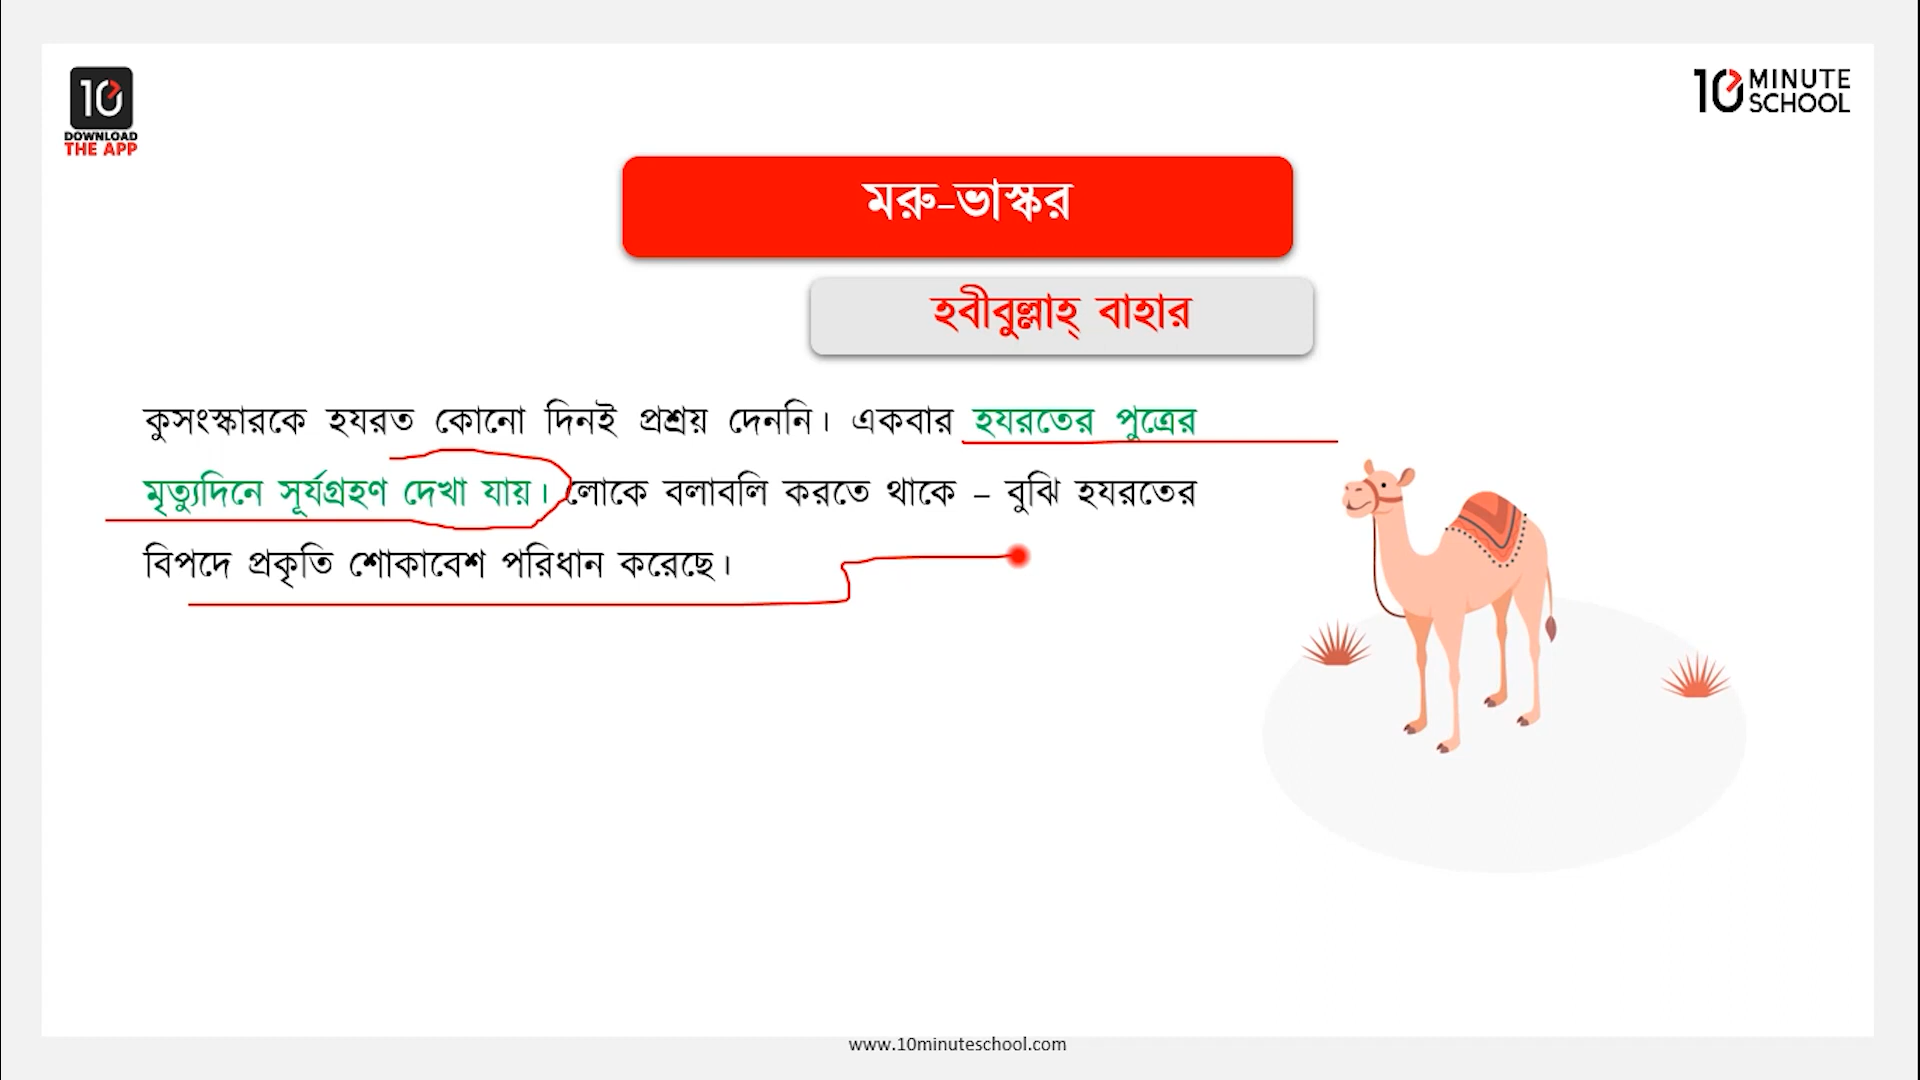 10
DOWNLOAD
THE APP
10 MINUTE
SCHOOL
মরু-ভাস্কর
হবীবুল্লাহ্ বাহার
কুসংস্কারকে হযরত কোনো দিনই প্রশ্রয় দেননি। একবার হযরতের পুত্রের
মৃত্যুদিনে সূর্যগ্রহণ দেখা যায়। লোকে বলাবলি করতে থাকে – বুঝি হযরতের
বিপদে প্রকৃতি শোকাবেশ পরিধান করেছে।
www.10minuteschool.com